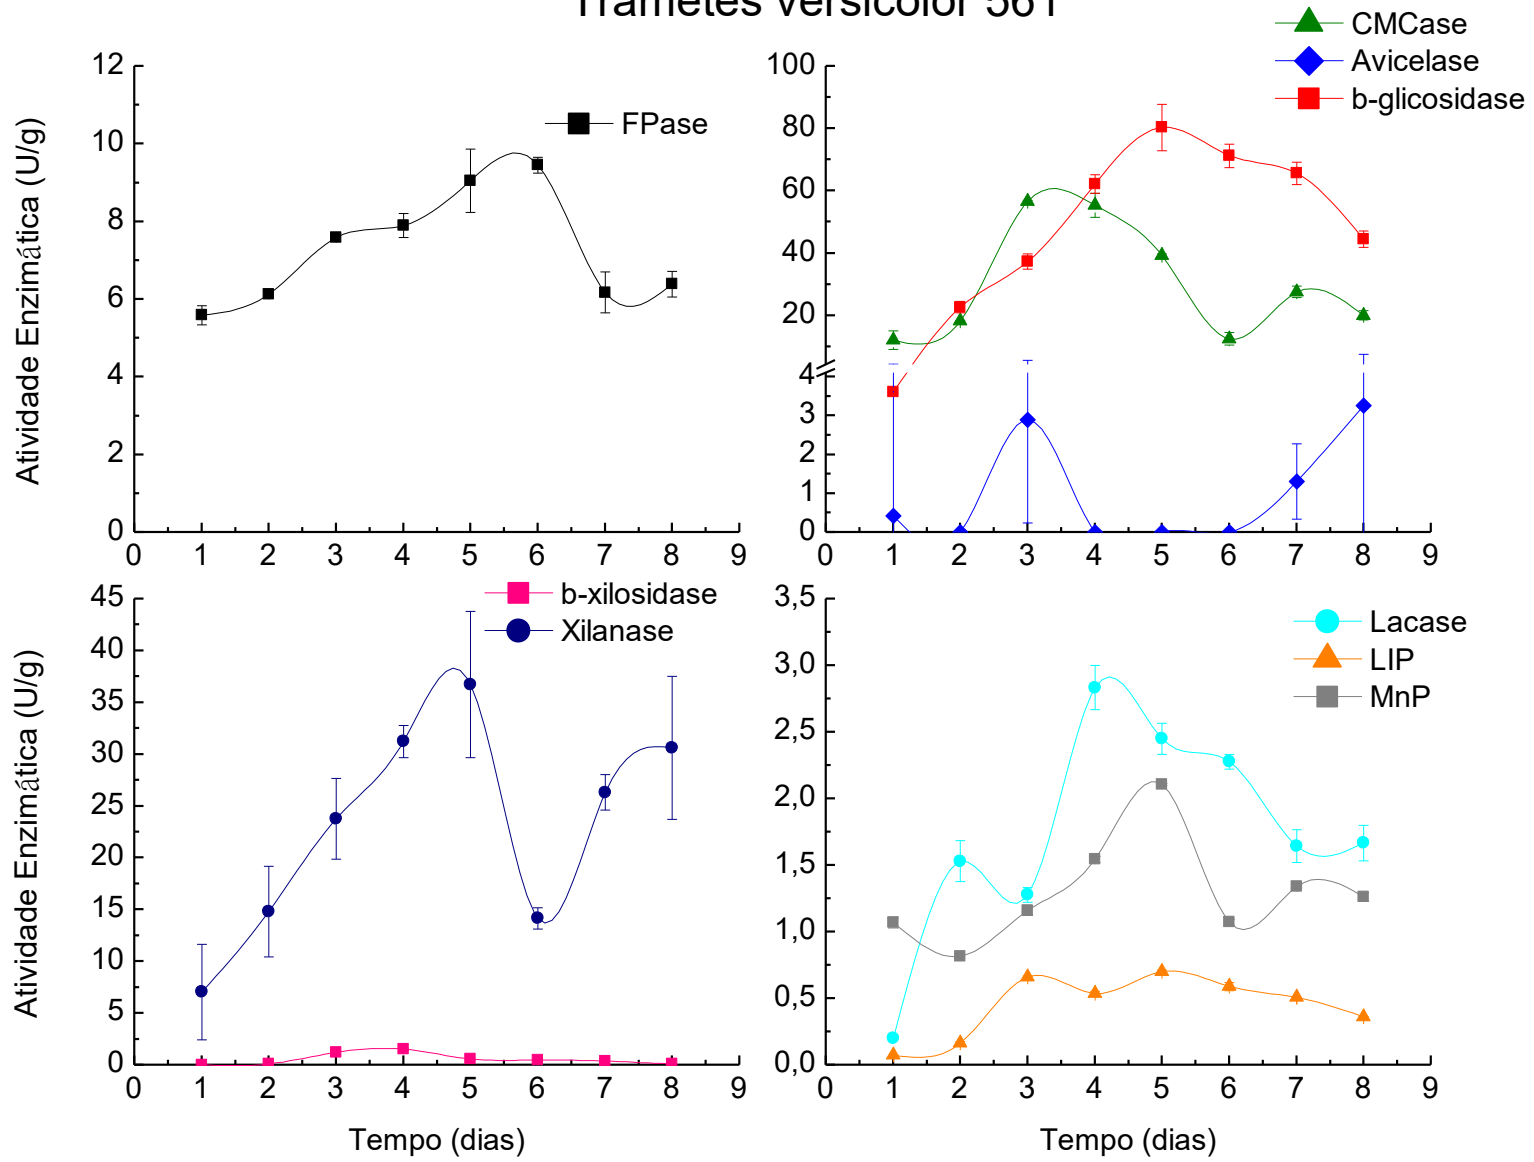 Trametes versicolor 561
CMCase
Avicelase
b-glicosidase
FPase
Atividade Enzimática (U/g)
12
10
8
6
4
2
0
0 1 2 3 4 5 6 7 8 9
100
80
60
40
20
4
3
2
1
0
0 1 2 3 4 5 6 7 8 9
b-xilosidase
Xilanase
Atividade Enzimática (U/g)
45
40
35
30
25
20
15
10
5
0
0 1 2 3 4 5 6 7 8 9
Tempo (dias)
Lacase
LIP
MnP
3,5
3,0
2,5
2,0
1,5
1,0
0,5
0,0
0 1 2 3 4 5 6 7 8 9
Tempo (dias)